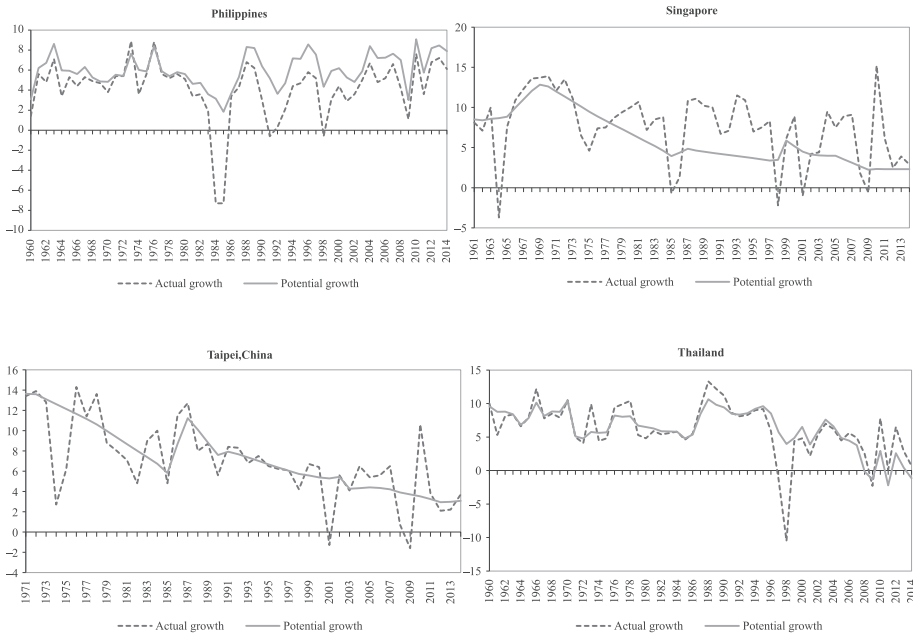 Philippines
10
8
6
4
2
0
–2
–4
–6
–8
–10
1960 1962 1964 1966 1968 1970 1972 1974 1976 1978 1980 1982 1984 1986 1988 1990 1992 1994 1996 1998 2000 2002 2004 2006 2008 2010 2012 2014
Actual growth Potential growth
Singapore
20
15
10
5
0
–5
1961 1963 1965 1967 1969 1971 1973 1975 1977 1979 1981 1983 1985 1987 1989 1991 1993 1995 1997 1999 2001 2003 2005 2007 2009 2011 2013
Actual growth Potential growth
Taipei,China
16
14
12
10
8
6
4
2
0
–2
–4
1971 1973 1975 1977 1979 1981 1983 1985 1987 1989 1991 1993 1995 1997 1999 2001 2003 2005 2007 2009 2011 2013
Actual growth Potential growth
Thailand
15
10
5
0
–5
–10
–15
1960 1962 1964 1966 1968 1970 1972 1974 1976 1978 1980 1982 1984 1986 1988 1990 1992 1994 1996 1998 2000 2002 2004 2006 2008 2010 2012 2014
Actual growth Potential growth